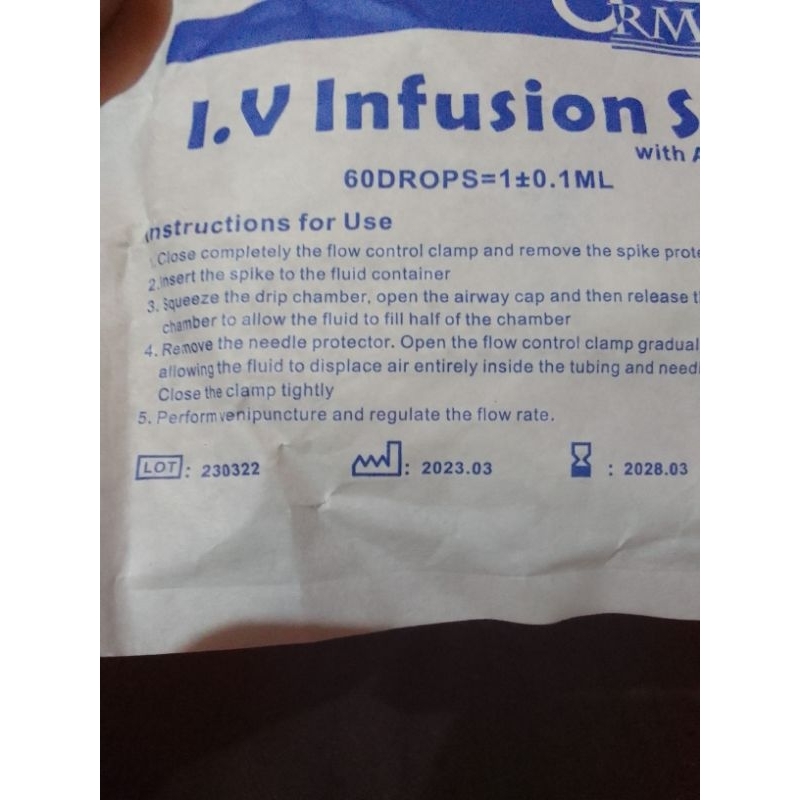 RM
I.V Infusion S
with A
60DROPS=1±0.1ML
Instructions for Use
1. Close completely the flow control clamp and remove the spike prote
2. Insert the spike to the fluid container
3. Squeeze the drip chamber, open the airway cap and then release t
chamber to allow the fluid to fill half of the chamber
4. Remove the needle protector. Open the flow control clamp gradual
allowing the fluid to displace air entirely inside the tubing and need
Close the clamp tightly
5. Perform venipuncture and regulate the flow rate.
LOT: 230322 : 2023.03 : 2028.03